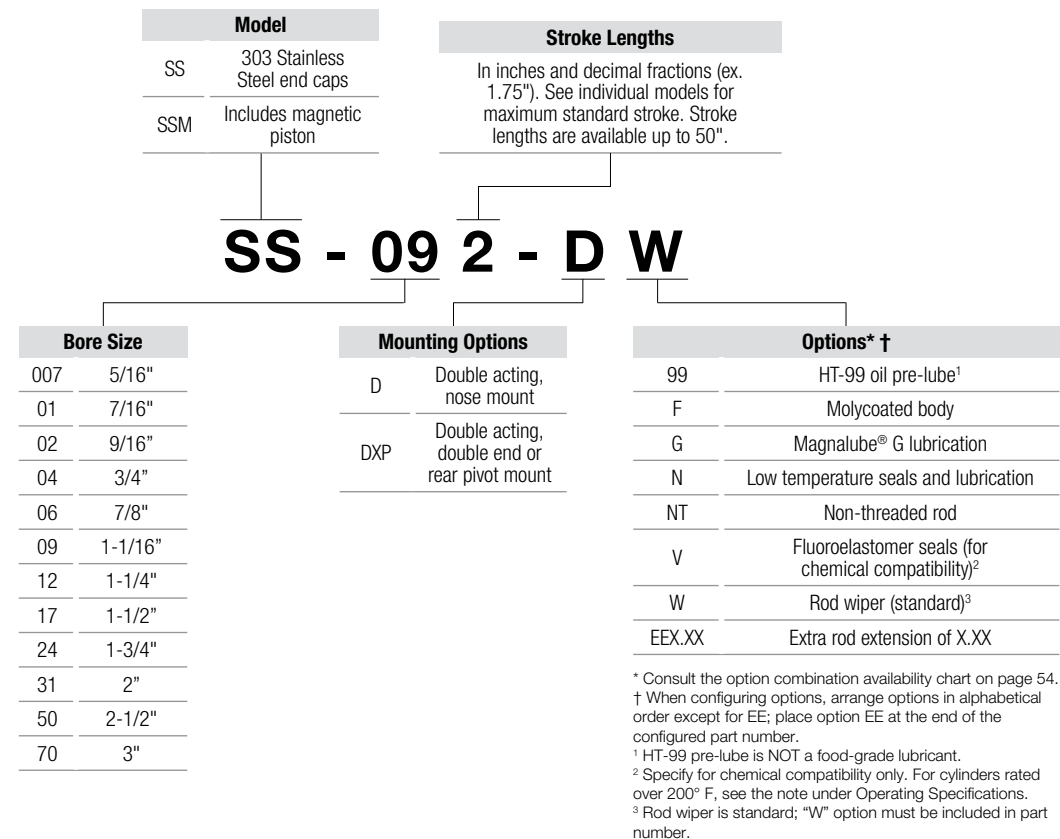 Model
SS 303 Stainless
Steel end caps
SSM Includes magnetic
piston
Stroke Lengths
In inches and decimal fractions (ex.
1.75"). See individual models for
maximum standard stroke. Stroke
lengths are available up to 50".
SS - 09 2 - D W
Bore Size
007 5/16"
01 7/16"
02 9/16”
04 3/4”
06 7/8"
09 1-1/16”
12 1-1/4"
17 1-1/2”
24 1-3/4"
31 2”
50 2-1/2"
70 3"
Mounting Options
D Double acting,
nose mount
DXP Double acting,
double end or
rear pivot mount
Options* †
99 HT-99 oil pre-lube¹
F Molycoated body
G Magnalube® G lubrication
N Low temperature seals and lubrication
NT Non-threaded rod
V Fluoroelastomer seals (for
chemical compatibility)²
W Rod wiper (standard)³
EEX.XX Extra rod extension of X.XX
* Consult the option combination availability chart on page 54.
† When configuring options, arrange options in alphabetical
order except for EE; place option EE at the end of the
configured part number.
¹ HT-99 pre-lube is NOT a food-grade lubricant.
² Specify for chemical compatibility only. For cylinders rated
over 200° F, see the note under Operating Specifications.
³ Rod wiper is standard; “W” option must be included in part
number.